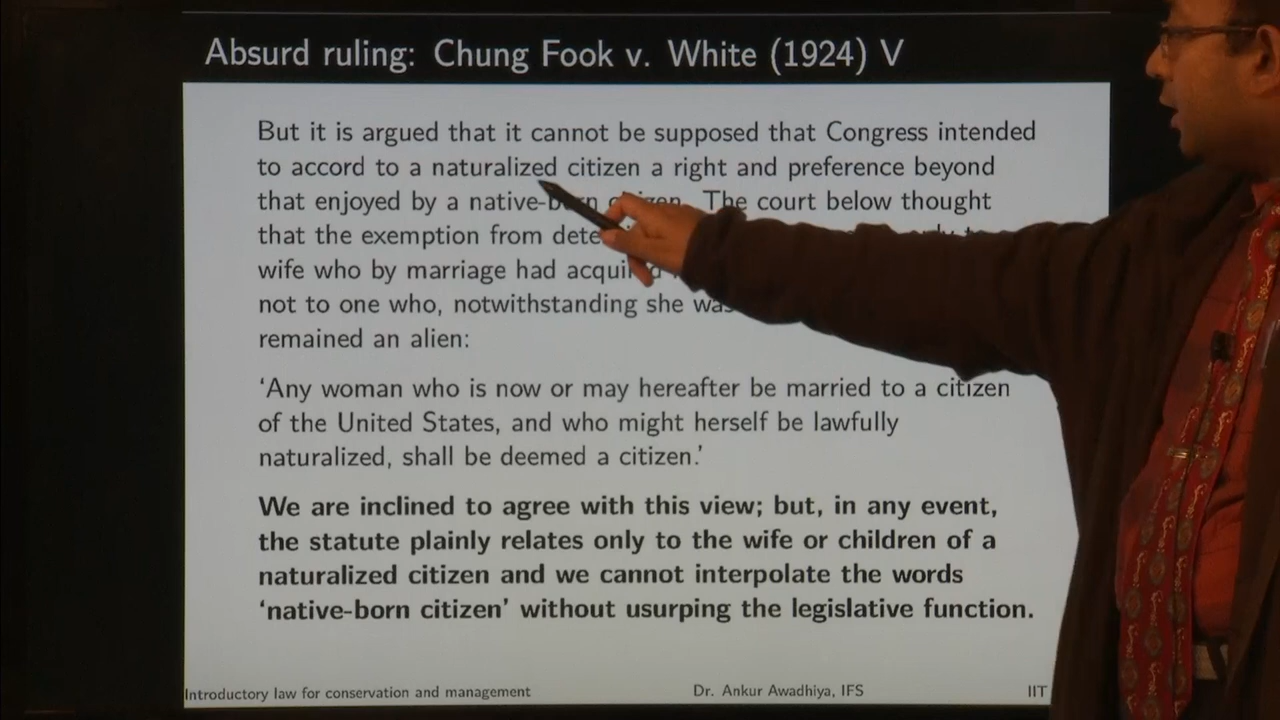 Absurd ruling: Chung Fook v. White (1924) V
But it is argued that it cannot be supposed that Congress intended
to accord to a naturalized citizen a right and preference beyond
that enjoyed by a native-born citizen. The court below thought
that the exemption from
wife who by marriage had acquired
not to one who, notwithstanding she was
remained an alien:
‘Any woman who is now or may hereafter be married to a citizen
of the United States, and who might herself be lawfully
naturalized, shall be deemed a citizen.’
We are inclined to agree with this view; but, in any event,
the statute plainly relates only to the wife or children of a
naturalized citizen and we cannot interpolate the words
‘native-born citizen’ without usurping the legislative function.
Introductory law for conservation and management Dr. Ankur Awadhiya, IFS IIT